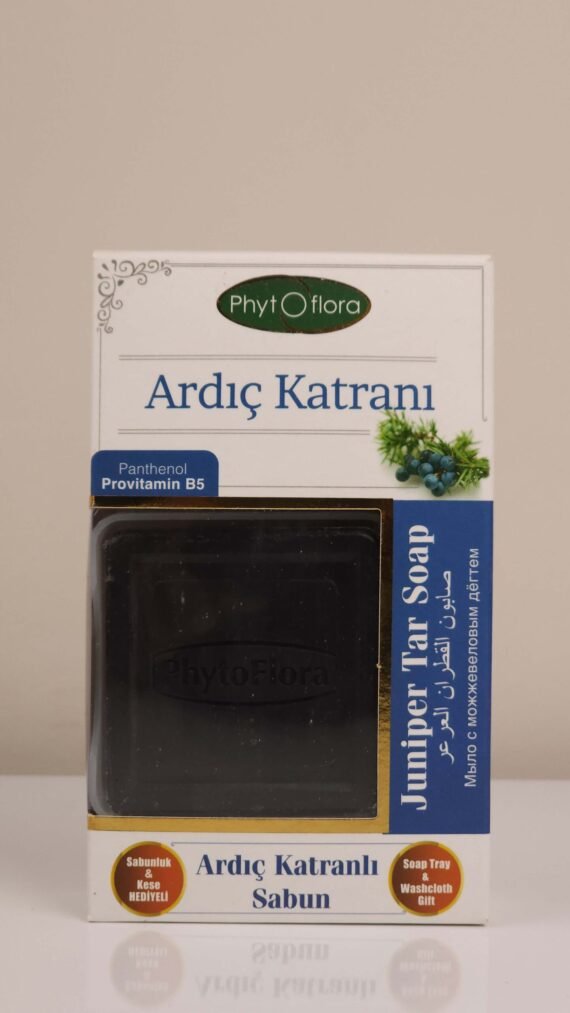 PhytOflora
Ardıç Katranı
Panthenol
Provitamin B5
PhytoFlora
Juniper Tar Soap
صابون القطران العرعر
Мыло с можжевеловым дёгтем
Sabunluk
&
Kese
HEDİYELİ
Ardıç Katranlı
Sabun
Soap Tray
&
Washcloth
Gift